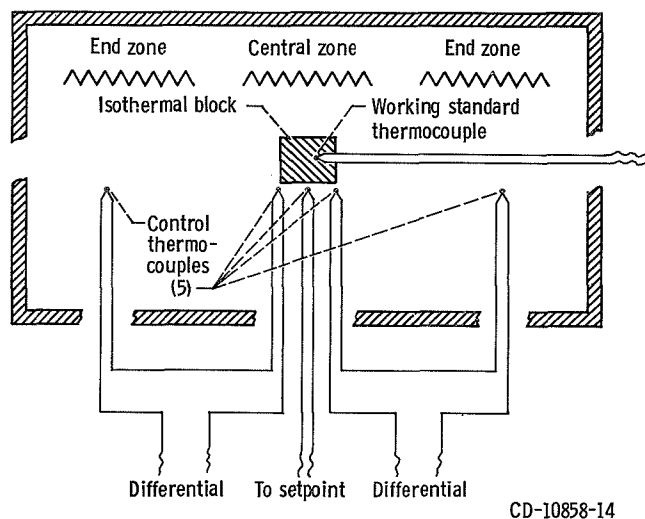 End zone
Central zone
End zone
Isothermal block
Working standard
thermocouple
Control
thermo-
couples
(5)
Differential
To setpoint
Differential
CD-10858-14